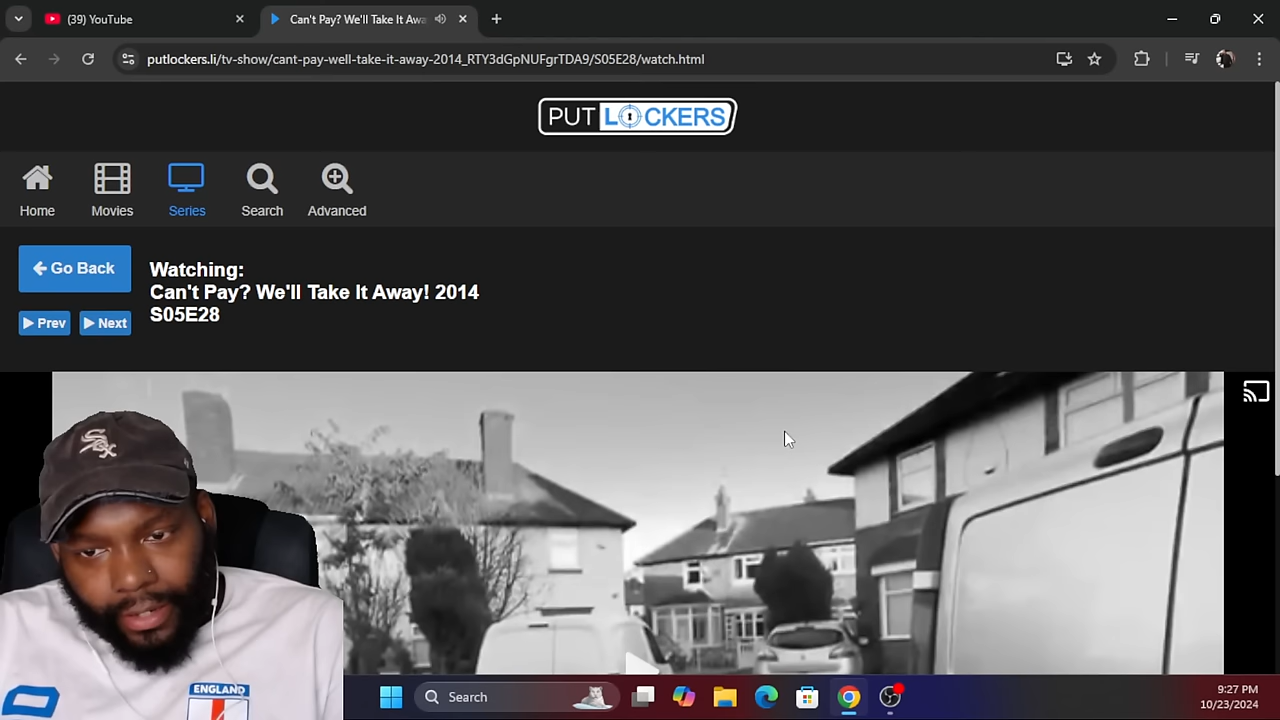 (39) YouTube
Can't Pay? We'll Take It Awa
putlockers.li/tv-show/cant-pay-well-take-it-away-2014_RTY3dGpNUFgrTDA9/S05E28/watch.html
PUT LOCKERS
Home
Movies
Series
Search
Advanced
Go Back
Watching:
Can't Pay? We'll Take It Away! 2014
S05E28
Prev
Next
Sox
ENGLAND
Search
9:27 PM
10/23/2024